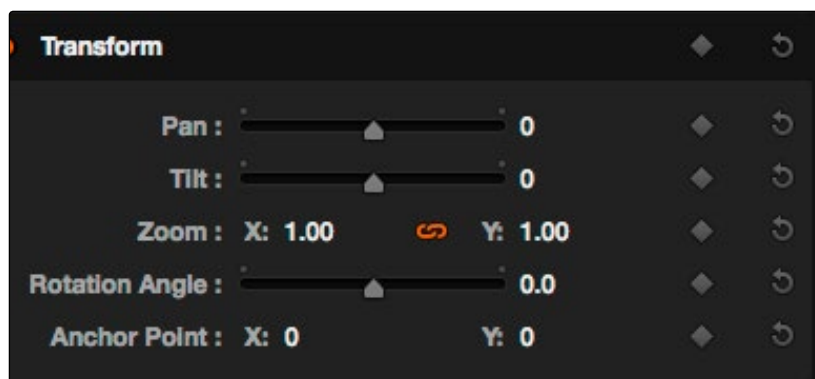 Transform
Pan : 0
Tilt : 0
Zoom : X: 1.00 Y: 1.00
Rotation Angle : 0.0
Anchor Point : X: 0 Y: 0